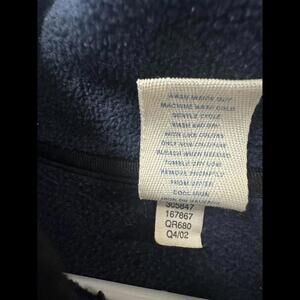 WASH INSIDE OUT
MACHINE WASH COLD
GENTLE CYCLE
WASH AND DRY
WITH LIKE COLORS
ONLY NON-CHLORINE
BLEACH WHEN NEEDED
TUMBLE DRY LOW
REMOVE PROMPTLY
FROM DRYER
COOL IRON
305847
167867
QR680
Q4/02